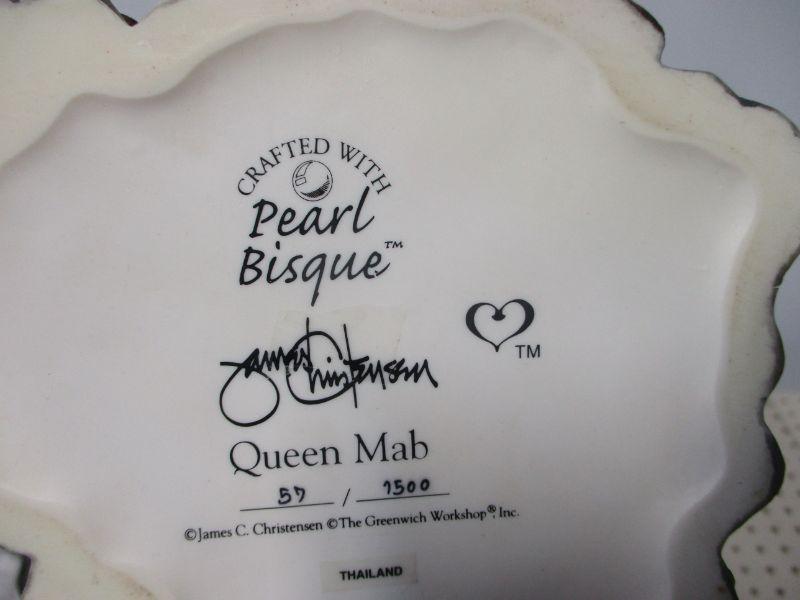 CRAFTED WITH
Pearl
Bisque™
James Christensen
TM
Queen Mab
57 / 1500
©James C. Christensen ©The Greenwich Workshop®, Inc.
THAILAND